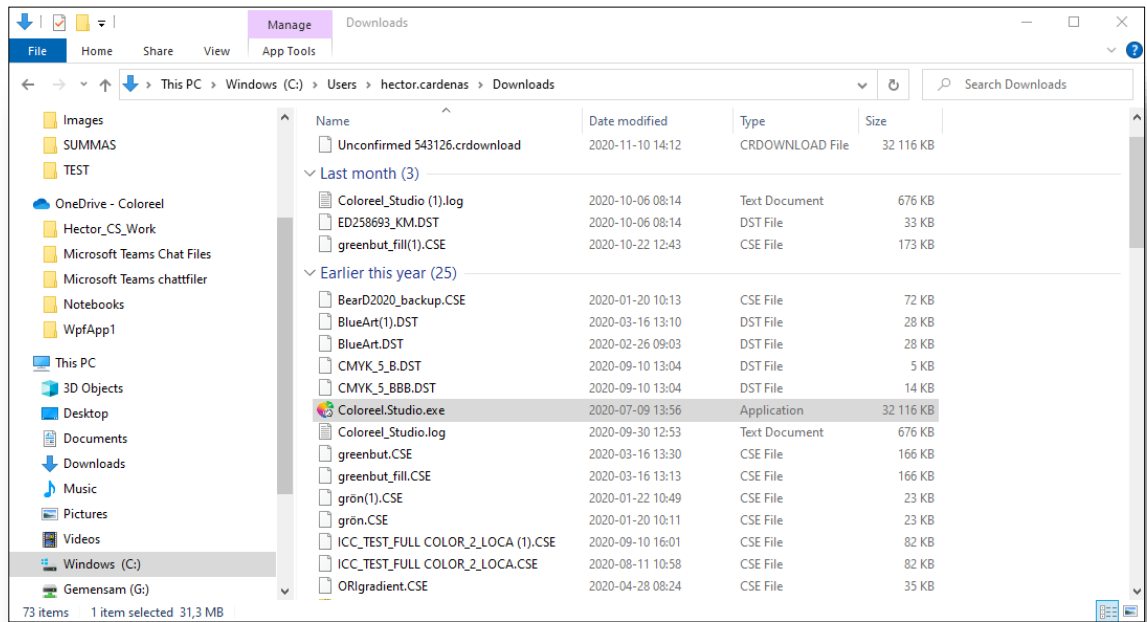 Manage Downloads
File Home Share View App Tools
This PC > Windows (C:) > Users > hector.cardenas > Downloads Search Downloads
Images
SUMMAS
TEST
OneDrive - Coloreel
Hector_CS_Work
Microsoft Teams Chat Files
Microsoft Teams chattfiler
Notebooks
WpfApp1
This PC
3D Objects
Desktop
Documents
Downloads
Music
Pictures
Videos
Windows (C:)
Gemensam (G:)
Name Date modified Type Size
Unconfirmed 543126.crdownload 2020-11-10 14:12 CRDOWNLOAD File 32 116 KB
Last month (3)
Coloreel_Studio (1).log 2020-10-06 08:14 Text Document 676 KB
ED258693_KM.DST 2020-10-06 08:14 DST File 33 KB
greenbut_fill(1).CSE 2020-10-22 12:43 CSE File 173 KB
Earlier this year (25)
BearD2020_backup.CSE 2020-01-20 10:13 CSE File 72 KB
BlueArt(1).DST 2020-03-16 13:10 DST File 28 KB
BlueArt.DST 2020-02-26 09:03 DST File 28 KB
CMYK_5_B.DST 2020-09-10 13:04 DST File 5 KB
CMYK_5_BBB.DST 2020-09-10 13:04 DST File 14 KB
Coloreel.Studio.exe 2020-07-09 13:56 Application 32 116 KB
Coloreel_Studio.log 2020-09-30 12:53 Text Document 676 KB
greenbut.CSE 2020-03-16 13:30 CSE File 166 KB
greenbut_fill.CSE 2020-03-16 13:13 CSE File 166 KB
grön(1).CSE 2020-01-22 10:49 CSE File 23 KB
grön.CSE 2020-01-20 10:11 CSE File 23 KB
ICC_TEST_FULL COLOR_2_LOCA (1).CSE 2020-09-10 16:01 CSE File 82 KB
ICC_TEST_FULL COLOR_2_LOCA.CSE 2020-08-11 10:58 CSE File 82 KB
ORIgradient.CSE 2020-04-28 08:24 CSE File 35 KB
73 items 1 item selected 31,3 MB